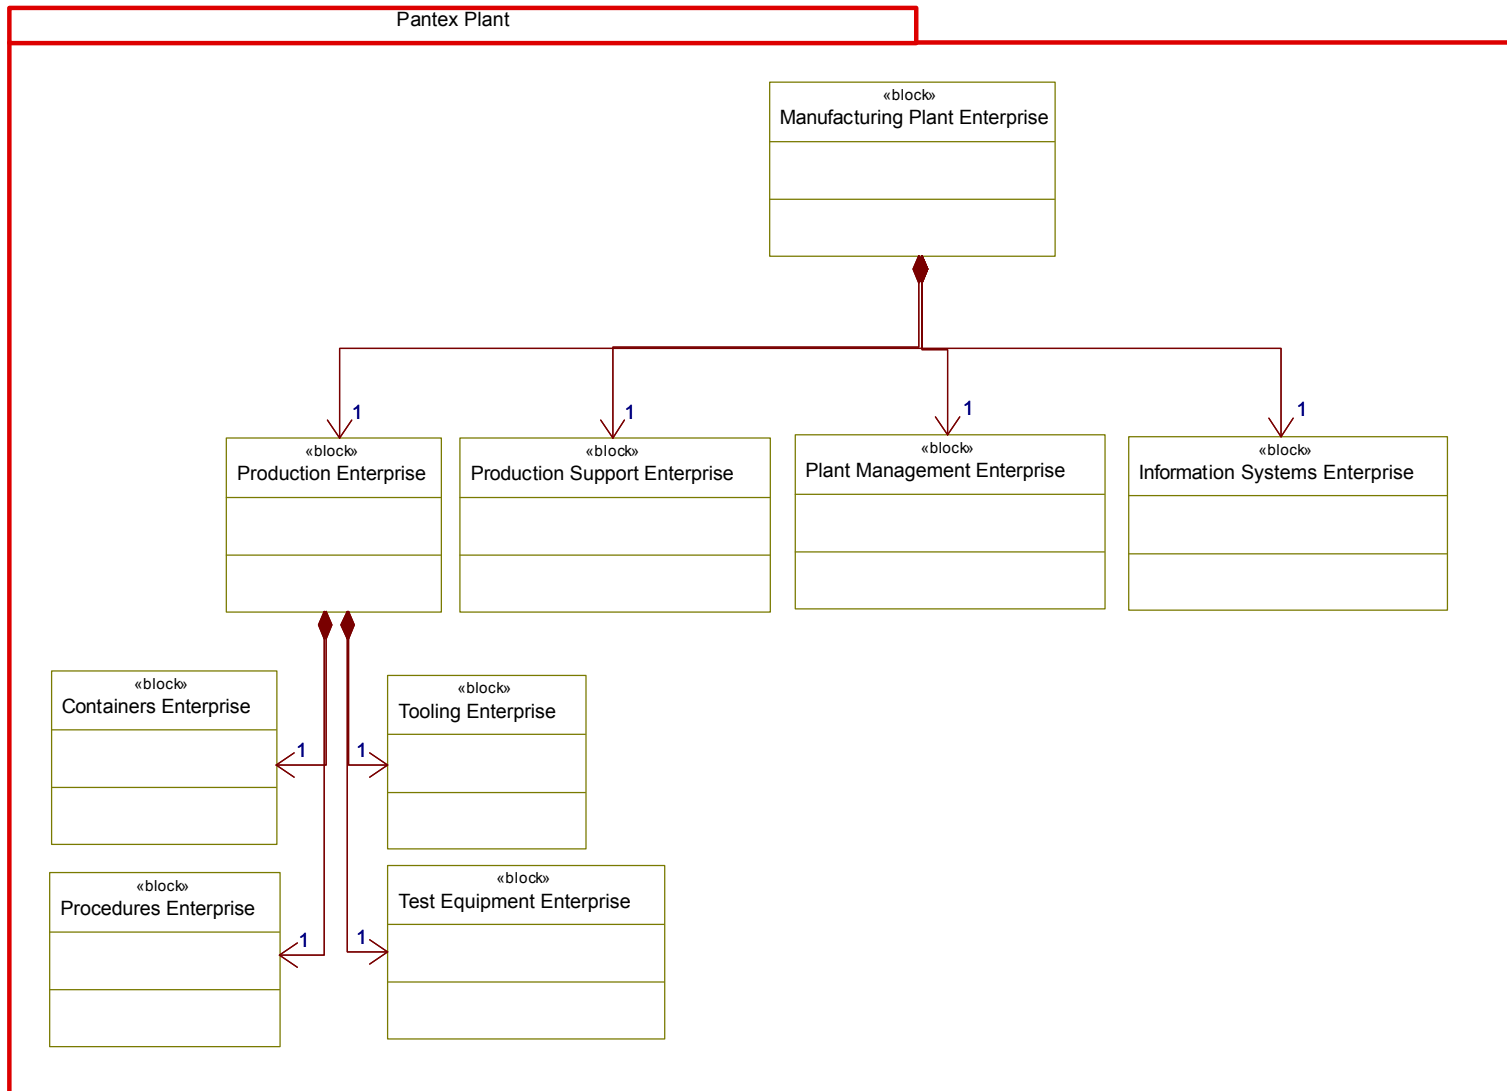 Pantex Plant
«block»
Manufacturing Plant Enterprise
1
1
1
1
«block»
Production Enterprise
«block»
Production Support Enterprise
«block»
Plant Management Enterprise
«block»
Information Systems Enterprise
«block»
Containers Enterprise
1
«block»
Tooling Enterprise
1
«block»
Procedures Enterprise
1
«block»
Test Equipment Enterprise
1